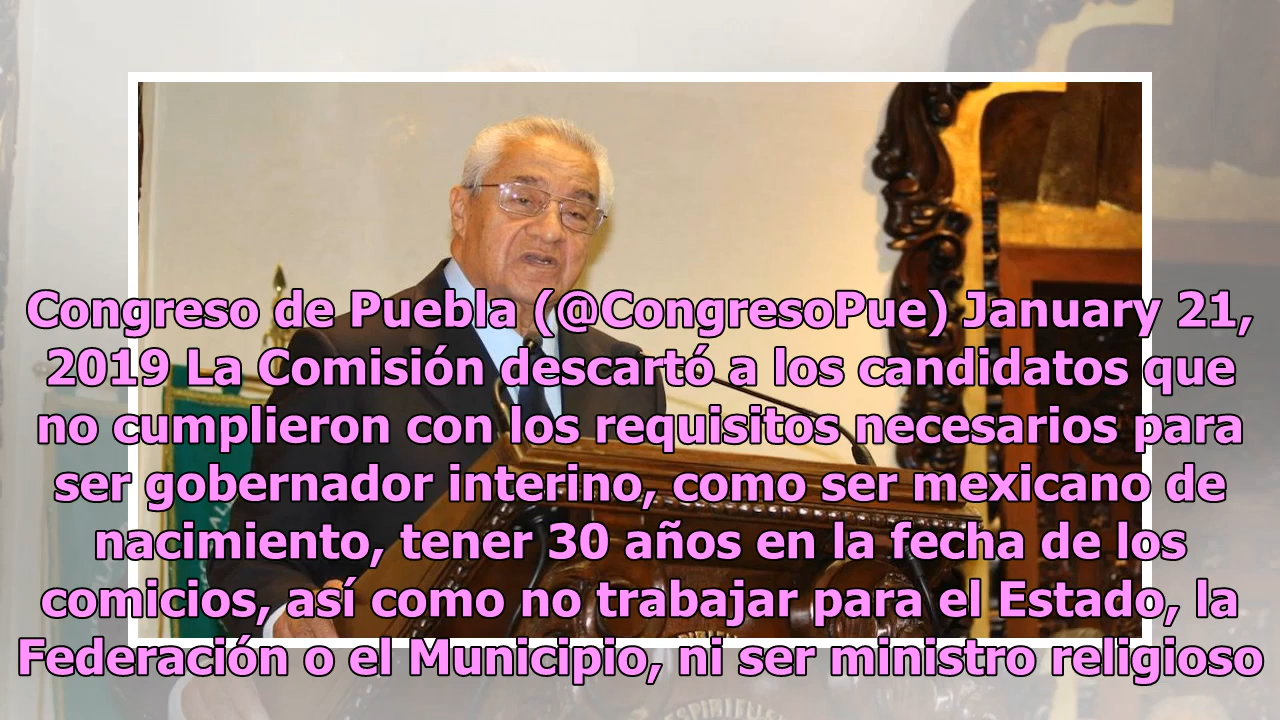 Congreso de Puebla (@CongresoPue) January 21,
2019 La Comisión descartó a los candidatos que
no cumplieron con los requisitos necesarios para
ser gobernador interino, como ser mexicano de
nacimiento, tener 30 años en la fecha de los
comicios, así como no trabajar para el Estado, la
Federación o el Municipio, ni ser ministro religioso